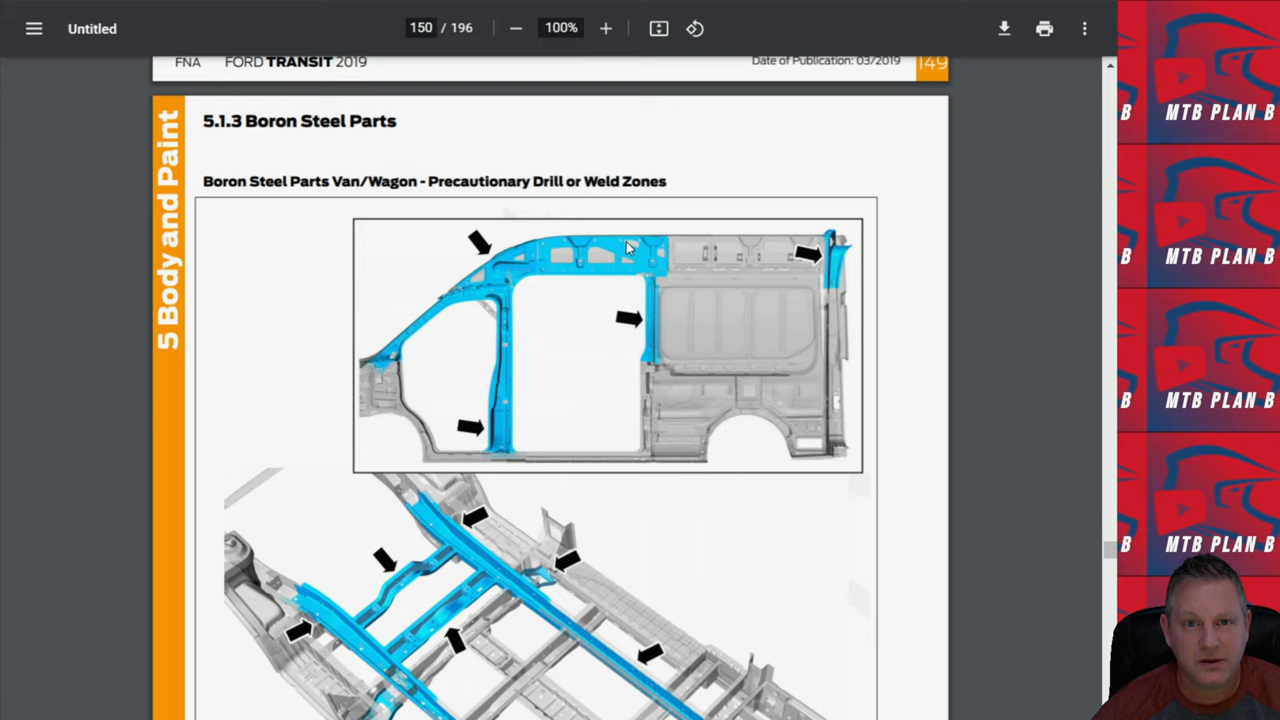 Untitled
150 / 196
100%
FNA FORD TRANSIT 2019
Date of Publication: 03/2019
149
5 Body and Paint
5.1.3 Boron Steel Parts
Boron Steel Parts Van/Wagon - Precautionary Drill or Weld Zones
B MTB PLAN B
B MTB PLAN B
B MTB PLAN B
B MTB PLAN B